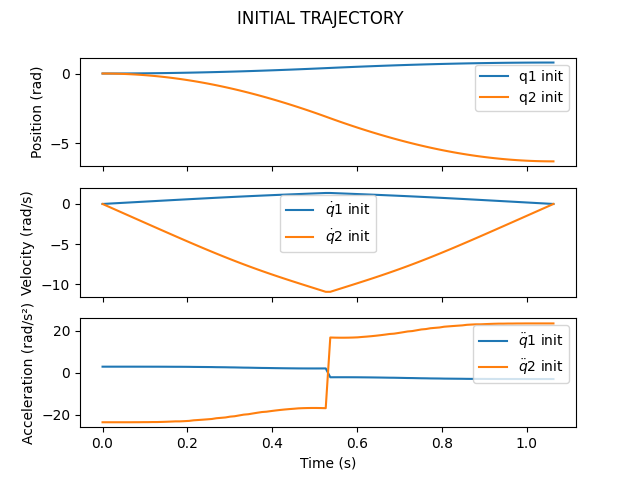 INITIAL TRAJECTORY
Position (rad)
0
−5
q1 init
q2 init
Velocity (rad/s)
0
−5
−10
q̇1 init
q̇2 init
Acceleration (rad/s²)
20
0
−20
q̈1 init
q̈2 init
0.0 0.2 0.4 0.6 0.8 1.0
Time (s)